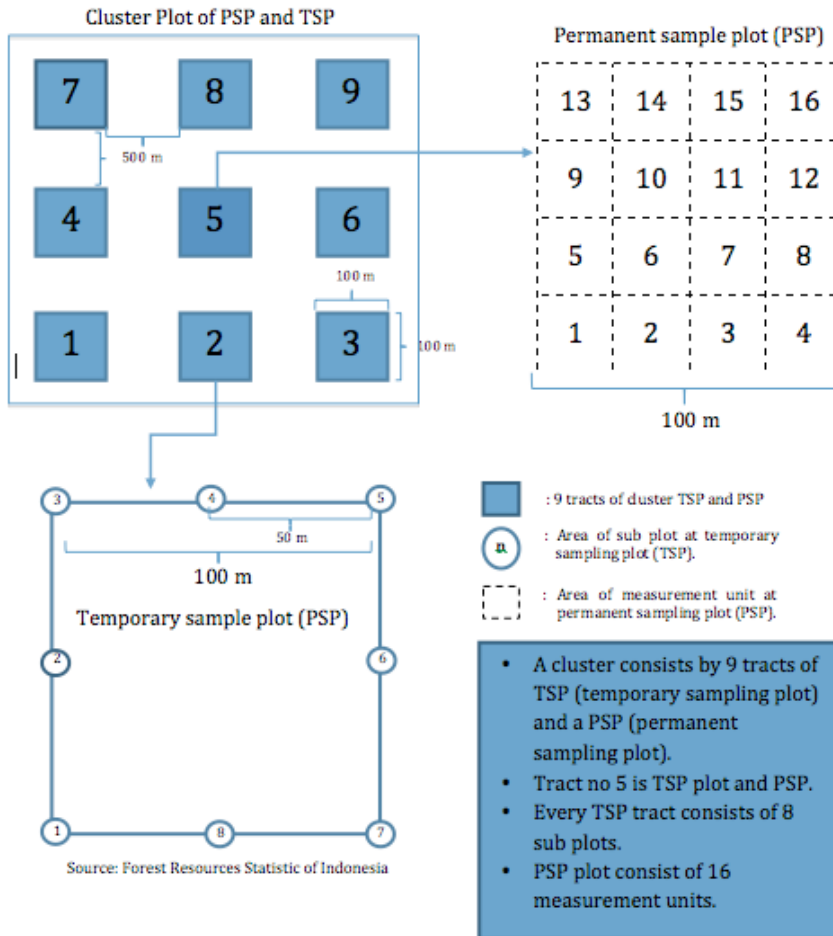 Cluster Plot of PSP and TSP
7 8 9
500 m
4 5 6
100 m
1 2 3
100 m
Permanent sample plot (PSP)
13 14 15 16
9 10 11 12
5 6 7 8
1 2 3 4
100 m
3 4 5
50 m
100 m
Temporary sample plot (PSP)
2 6
1 8 7
Source: Forest Resources Statistic of Indonesia
: 9 tracts of cluster TSP and PSP
n
: Area of sub plot at temporary
sampling plot (TSP).
: Area of measurement unit at
permanent sampling plot (PSP).
• A cluster consists by 9 tracts of
TSP (temporary sampling plot)
and a PSP (permanent
sampling plot).
• Tract no 5 is TSP plot and PSP.
• Every TSP tract consists of 8
sub plots.
• PSP plot consist of 16
measurement units.